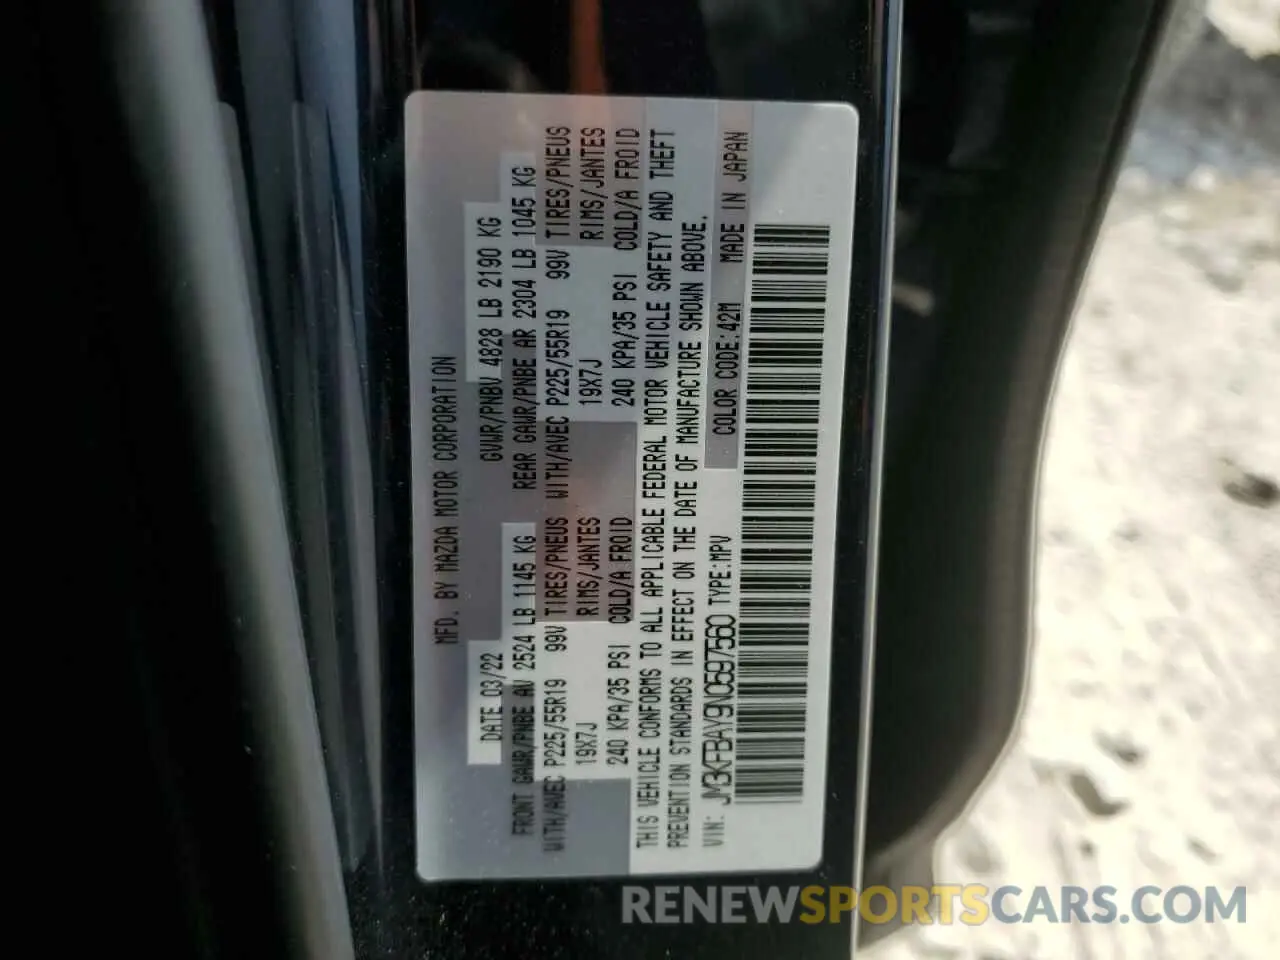 MFD. BY MAZDA MOTOR CORPORATION
DATE 03/22 GVWR/PNBV 4828 LB 2190 KG
FRONT GAWR/PNBE AV 2524 LB 1145 KG REAR GAWR/PNBE AR 2304 LB 1045 KG
WITH/AVEC P225/55R19 99V TIRES/PNEUS WITH/AVEC P225/55R19 99V TIRES/PNEUS
19X7J RIMS/JANTES 19X7J RIMS/JANTES
240 KPA/35 PSI COLD/A FROID 240 KPA/35 PSI COLD/A FROID
THIS VEHICLE CONFORMS TO ALL APPLICABLE FEDERAL MOTOR VEHICLE SAFETY AND THEFT
PREVENTION STANDARDS IN EFFECT ON THE DATE OF MANUFACTURE SHOWN ABOVE.
VIN: JM3KFBAY9N0597560 TYPE:MPV COLOR CODE:42M MADE IN JAPAN
RENEWSPORTSCARS.COM